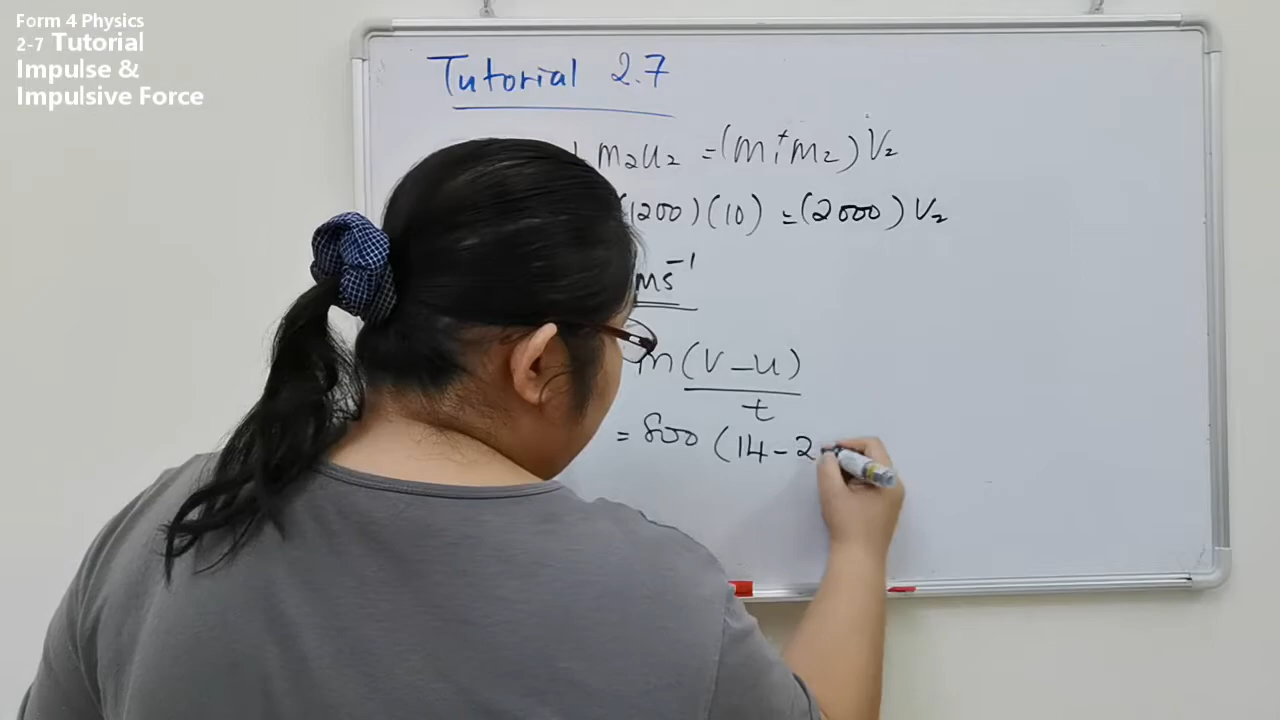 Form 4 Physics
2-7 Tutorial
Impulse &
Impulsive Force
Tutorial 2.7
m₂u₂ = (m₁+m₂) V₂
(1200)(10) = (2000) V₂
ms⁻¹
m(V-u)
t
= 800 (14-2